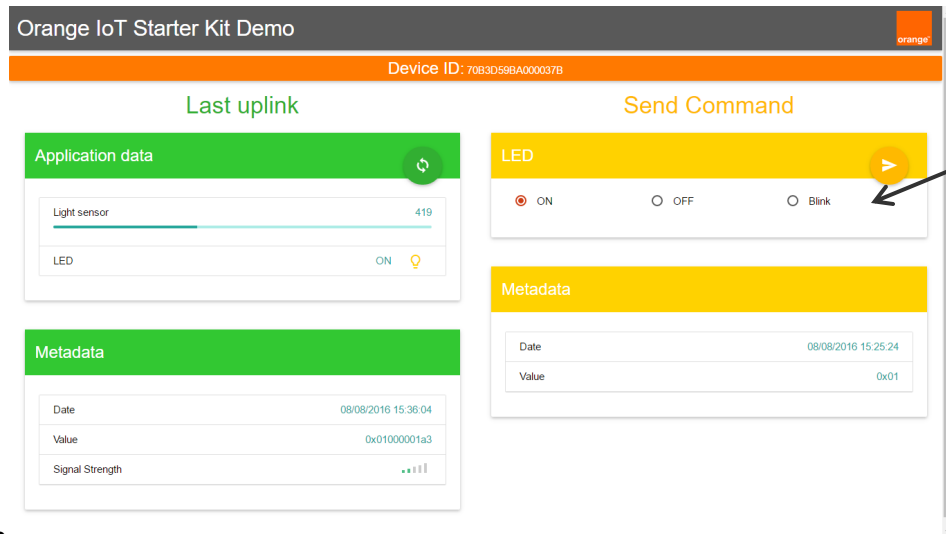 Orange IoT Starter Kit Demo
orange™
Device ID: 70B3D59BA000037B
Last uplink
Application data
Light sensor 419
LED ON
Metadata
Date 08/08/2016 15:36:04
Value 0x01000001a3
Signal Strength
Send Command
LED
ON OFF Blink
Metadata
Date 08/08/2016 15:25:24
Value 0x01